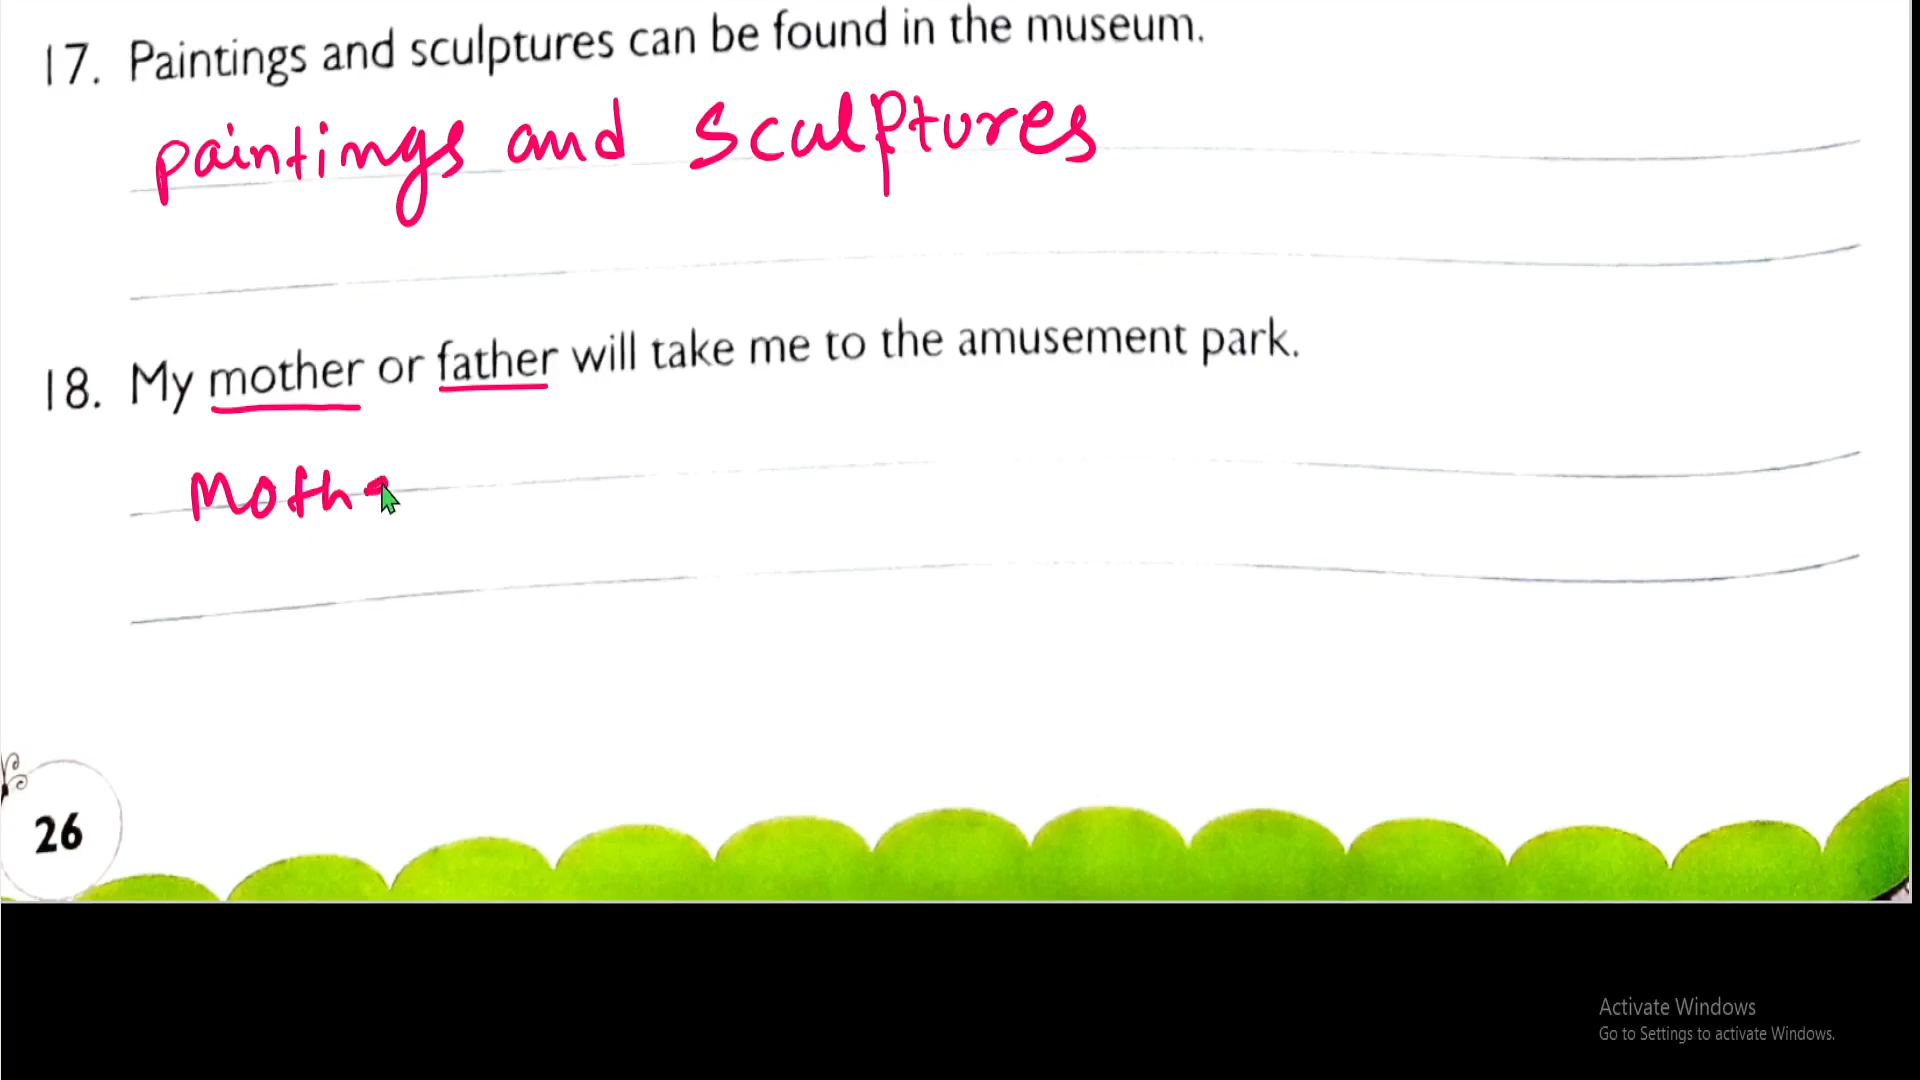 17. Paintings and sculptures can be found in the museum.
paintings and sculptures
18. My mother or father will take me to the amusement park.
Moth
26
Activate Windows
Go to Settings to activate Windows.